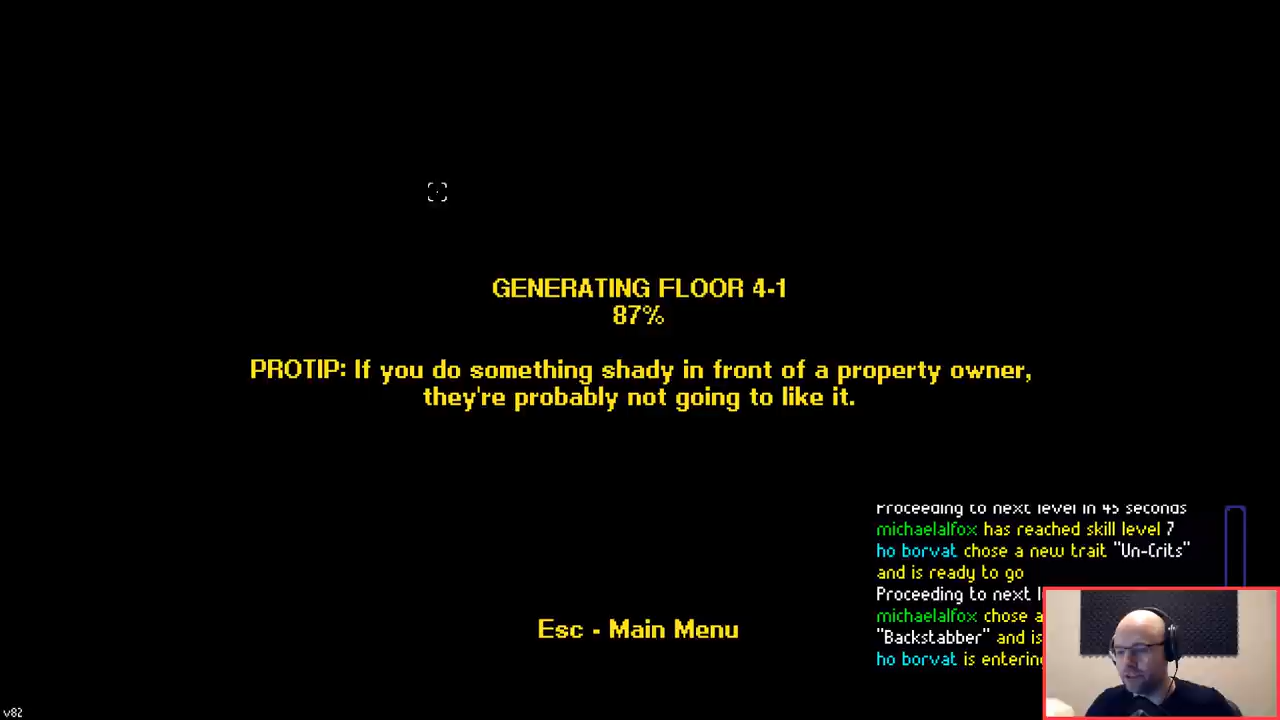 GENERATING FLOOR 4-1
87%
PROTIP: If you do something shady in front of a property owner,
they're probably not going to like it.
Proceeding to next level in 45 seconds
michaelalfox has reached skill level 7
ho borvat chose a new trait "Un-Crits"
and is ready to go
Proceeding to next
michaelalfox chose
"Backstabber" and is
ho borvat is entering
Esc - Main Menu
v82